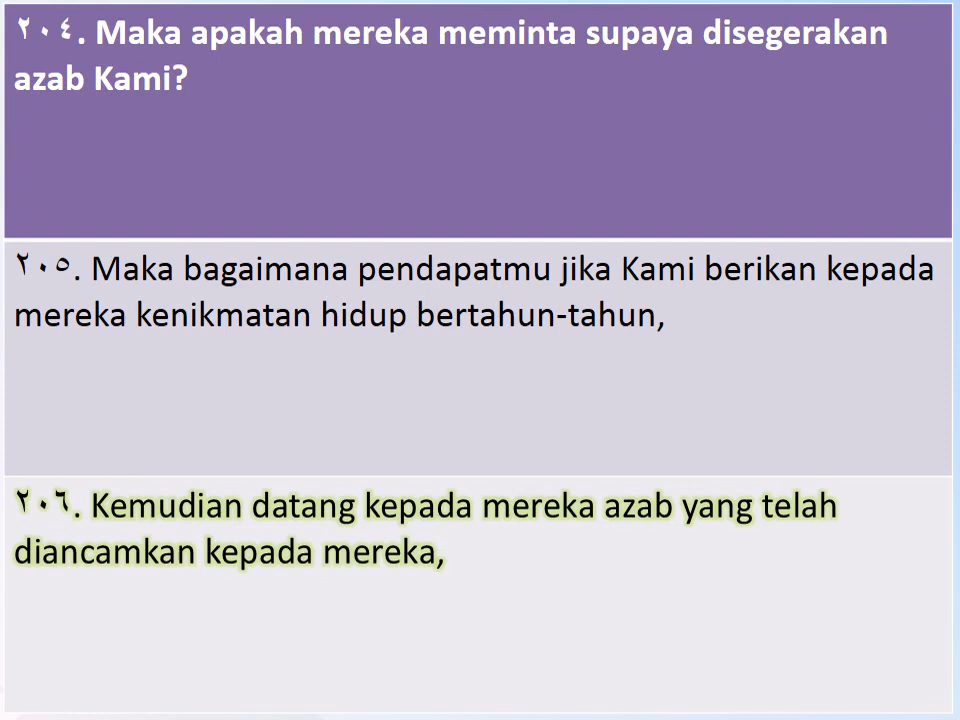 ٢٠٤. Maka apakah mereka meminta supaya disegerakan
azab Kami?
٢٠٥. Maka bagaimana pendapatmu jika Kami berikan kepada
mereka kenikmatan hidup bertahun-tahun,
٢٠٦. Kemudian datang kepada mereka azab yang telah
diancamkan kepada mereka,